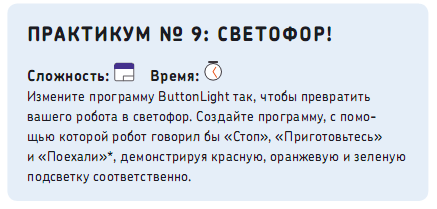 ПРАКТИКУМ № 9: СВЕТОФОР!
Сложность: Время:
Измените программу ButtonLight так, чтобы превратить
вашего робота в светофор. Создайте программу, с помо-
щью которой робот говорил бы «Стоп», «Приготовьтесь»
и «Поехали»*, демонстрируя красную, оранжевую и зеленую
подсветку соответственно.